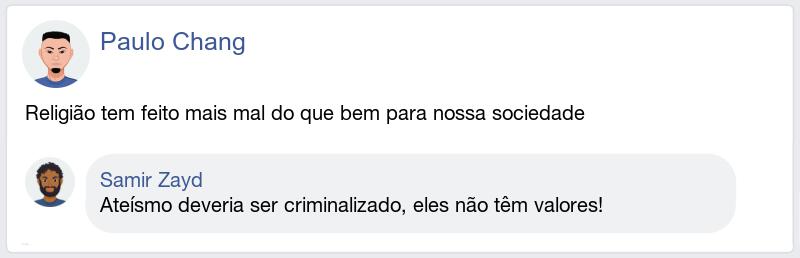 Paulo Chang
Religião tem feito mais mal do que bem para nossa sociedade
Samir Zayd
Ateísmo deveria ser criminalizado, eles não têm valores!